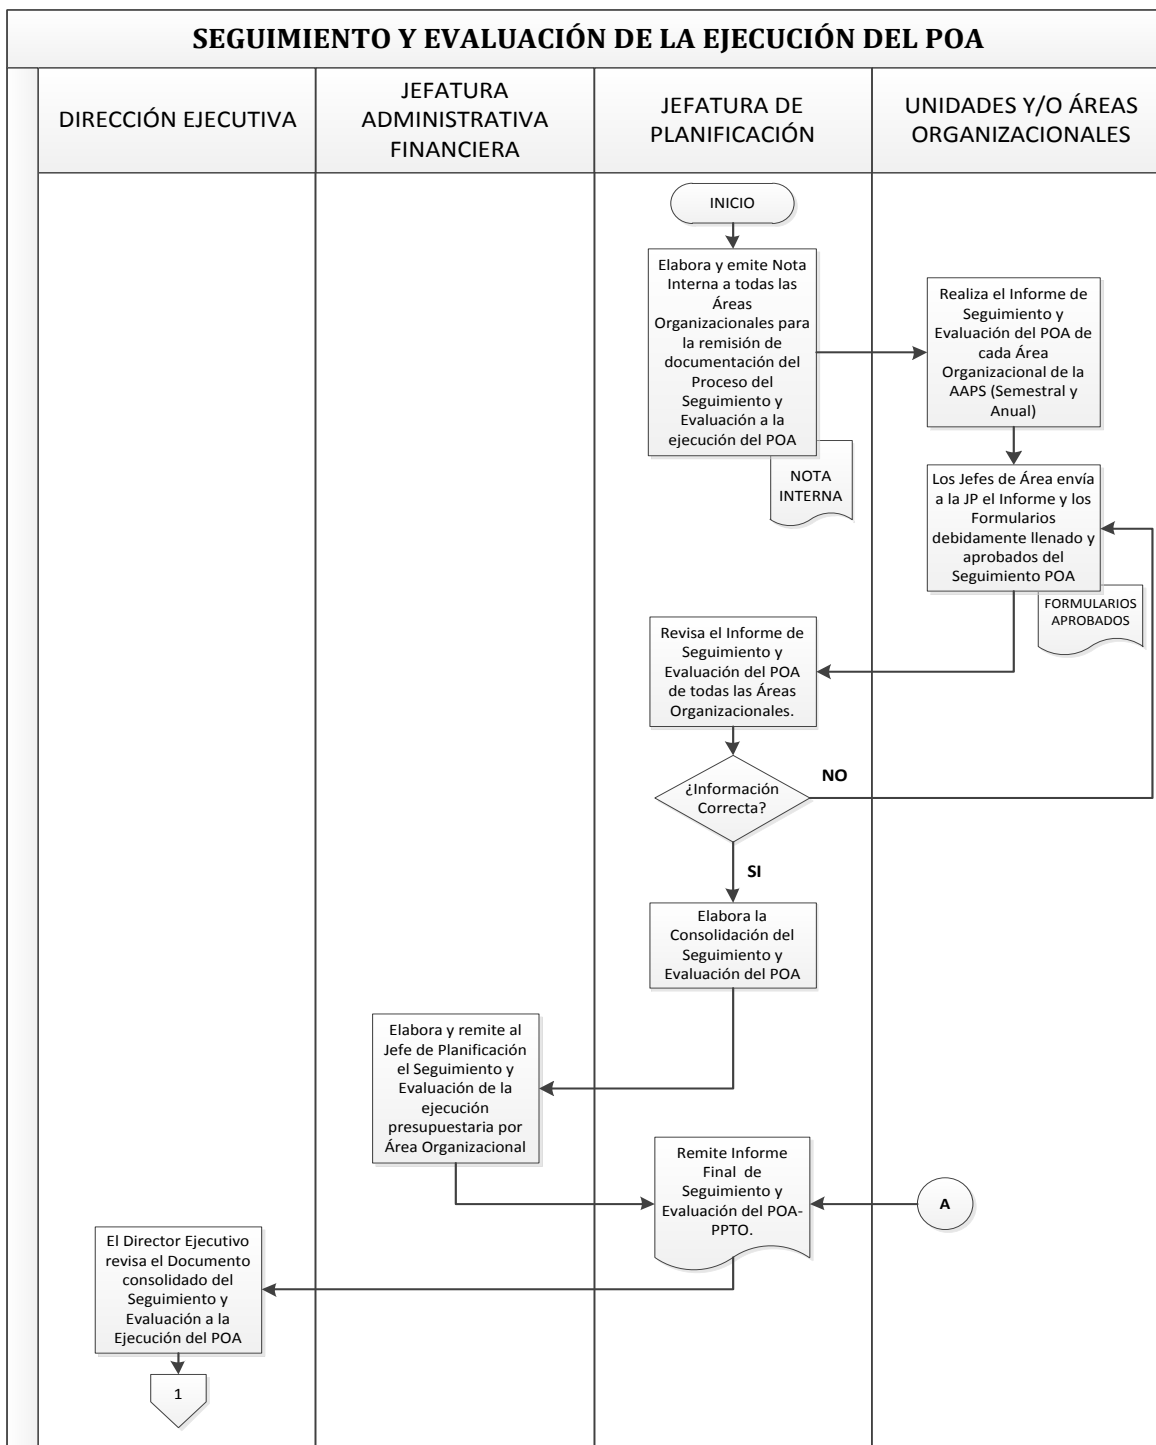 SEGUIMIENTO Y EVALUACIÓN DE LA EJECUCIÓN DEL POA
DIRECCIÓN EJECUTIVA
JEFATURA
ADMINISTRATIVA
FINANCIERA
JEFATURA DE
PLANIFICACIÓN
UNIDADES Y/O ÁREAS
ORGANIZACIONALES
INICIO
Elabora y emite Nota
Interna a todas las
Áreas
Organizacionales para
la remisión de
documentación del
Proceso del
Seguimiento y
Evaluación a la
ejecución del POA
NOTA
INTERNA
Realiza el Informe de
Seguimiento y
Evaluación del POA de
cada Área
Organizacional de la
AAPS (Semestral y
Anual)
Los Jefes de Área envía
a la JP el Informe y los
Formularios
debidamente llenado y
aprobados del
Seguimiento POA
FORMULARIOS
APROBADOS
Revisa el Informe de
Seguimiento y
Evaluación del POA
de todas las Áreas
Organizacionales.
¿Información
Correcta?
NO
SI
Elabora la
Consolidación del
Seguimiento y
Evaluación del POA
Elabora y remite al
Jefe de Planificación
el Seguimiento y
Evaluación de la
ejecución
presupuestaria por
Área Organizacional
Remite Informe
Final de
Seguimiento y
Evaluación del POA-
PPTO.
A
El Director Ejecutivo
revisa el Documento
consolidado del
Seguimiento y
Evaluación a la
Ejecución del POA
1